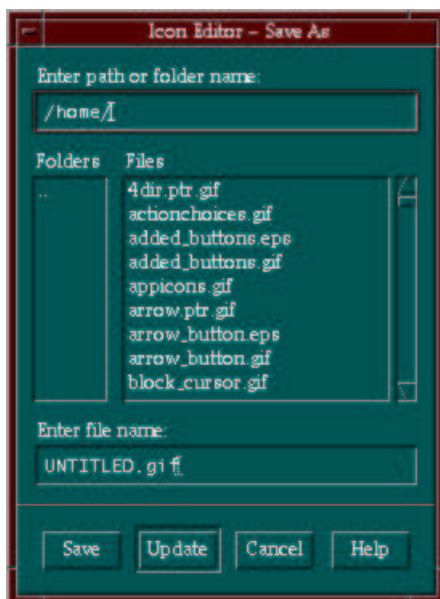 Icon Editor – Save As
Enter path or folder name:
/home/
Folders Files
..
4dir.ptr.gif
actionchoices.gif
added_buttons.eps
added_buttons.gif
appicons.gif
arrow.ptr.gif
arrow_button.eps
arrow_button.gif
block_cursor.gif
Enter file name:
UNTITLED.gif
Save Update Cancel Help